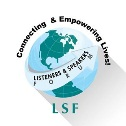 Connecting & Empowering Lives!
LISTENERS & SPEAKERS
FORUM
LSF